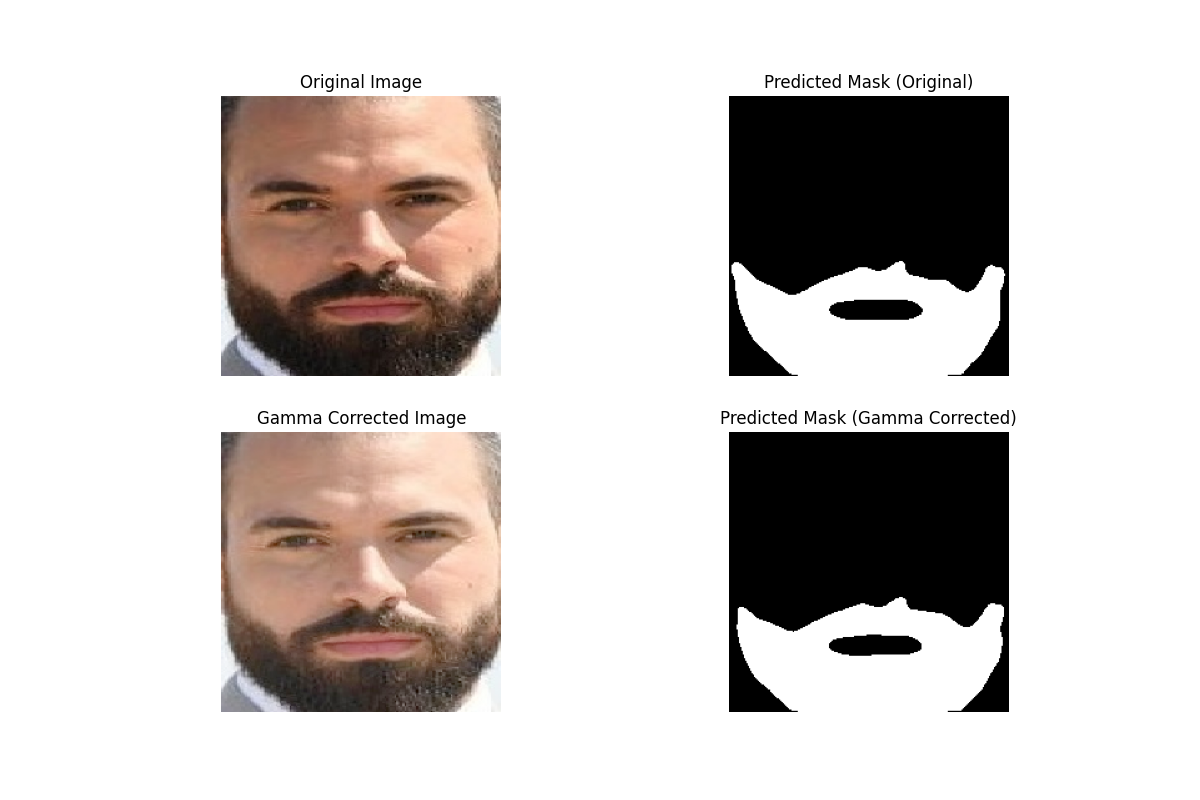 Original Image
Predicted Mask (Original)
Gamma Corrected Image
Predicted Mask (Gamma Corrected)